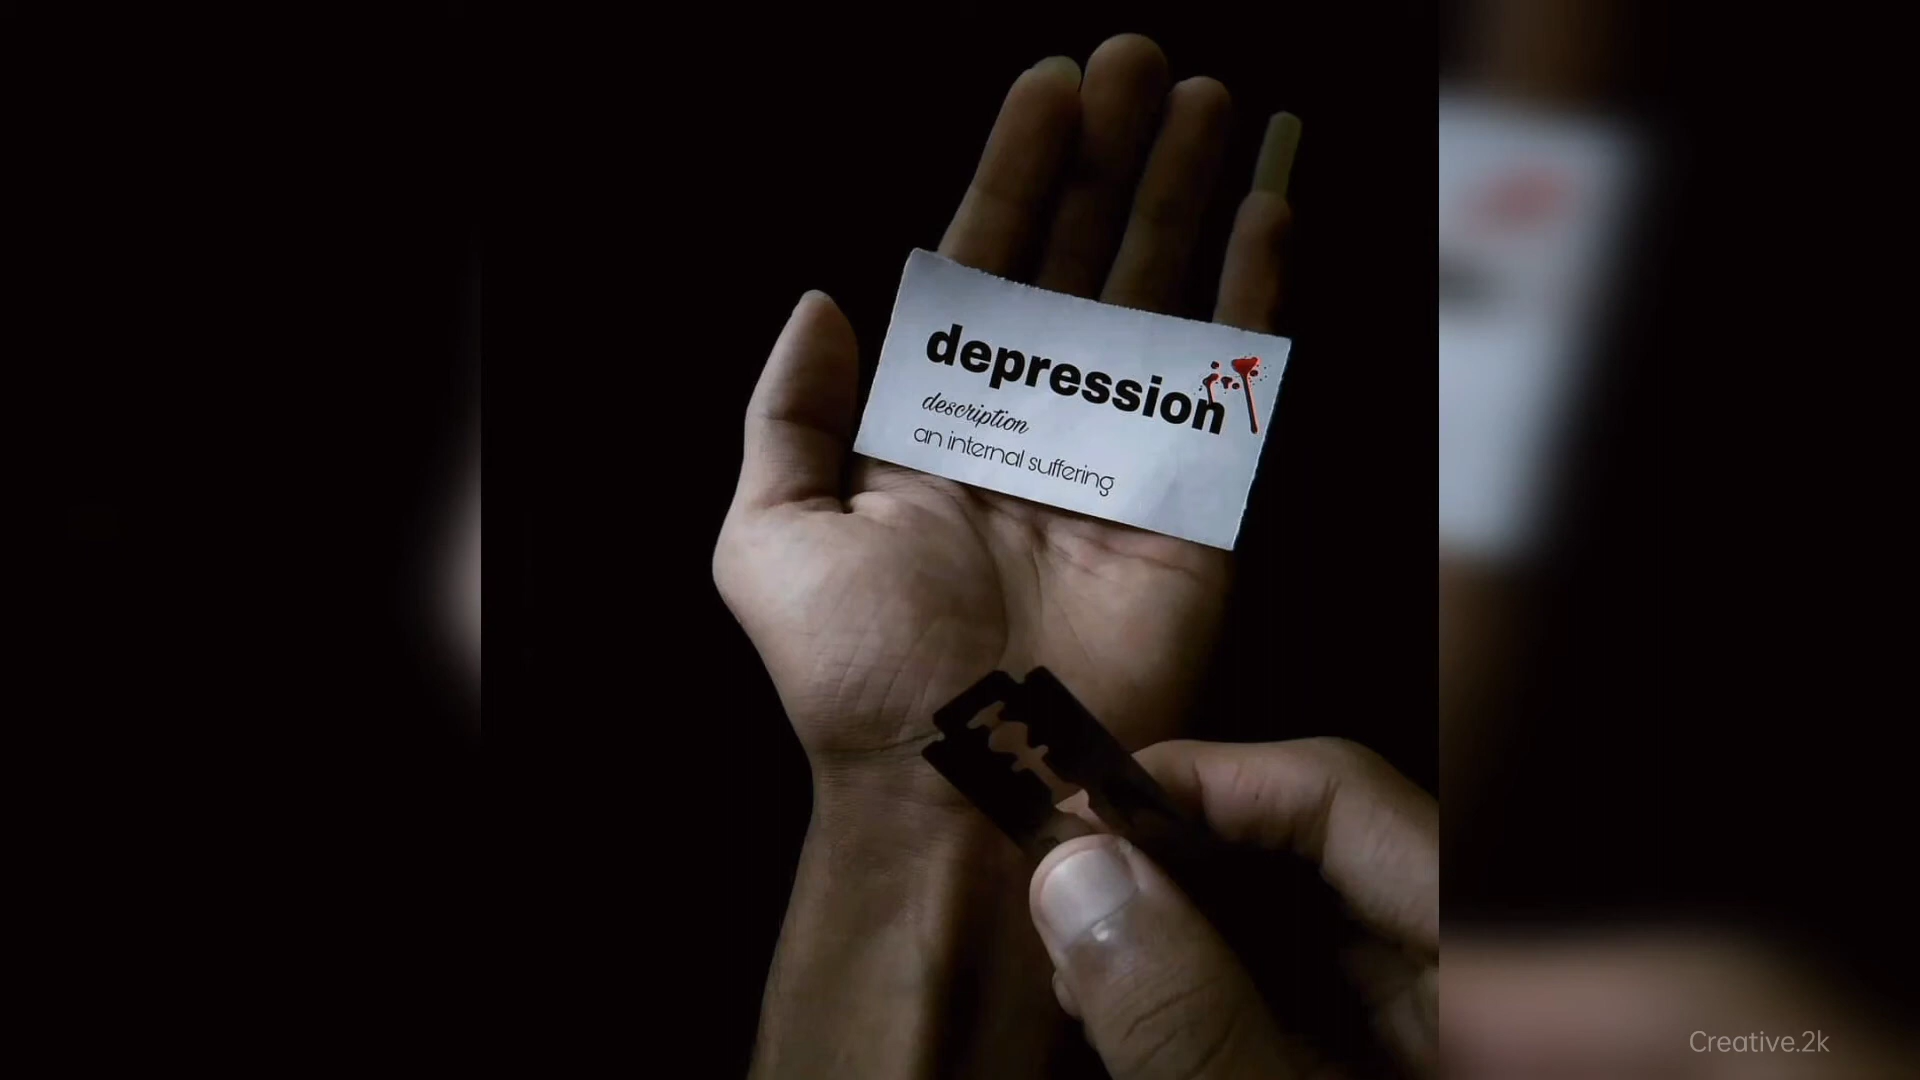 depression
description
an internal suffering
Creative.2k